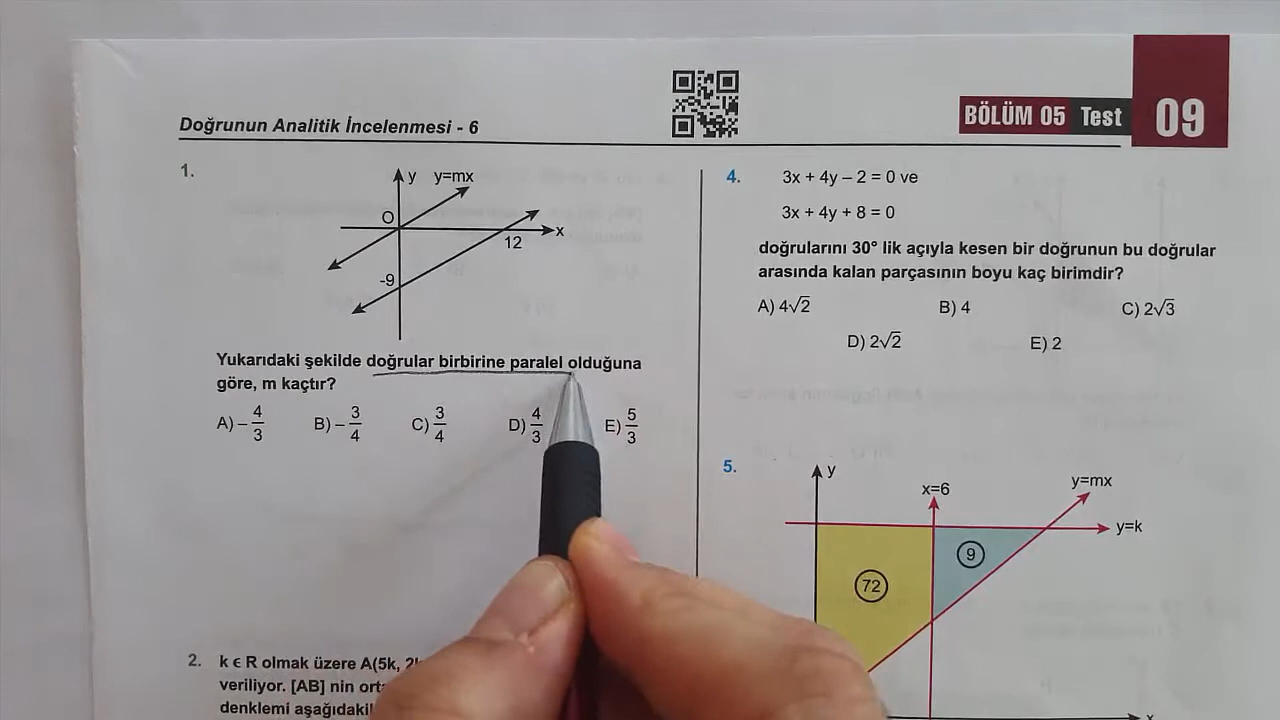 Doğrunun Analitik İncelenmesi - 6
BÖLÜM 05 Test
09
1.
y y=mx
O
x
12
-9
Yukarıdaki şekilde doğrular birbirine paralel olduğuna
göre, m kaçtır?
A) -4/3 B) -3/4 C) 3/4 D) 4/3 E) 5/3
2. k ∈ R olmak üzere A(5k,
veriliyor. [AB] nin
denklemi
4. 3x + 4y – 2 = 0 ve
3x + 4y + 8 = 0
doğrularını 30° lik açıyla kesen bir doğrunun bu doğrular
arasında kalan parçasının boyu kaç birimdir?
A) 4√2 B) 4 C) 2√3
D) 2√2 E) 2
5.
y
x=6
y=mx
y=k
9
72
x